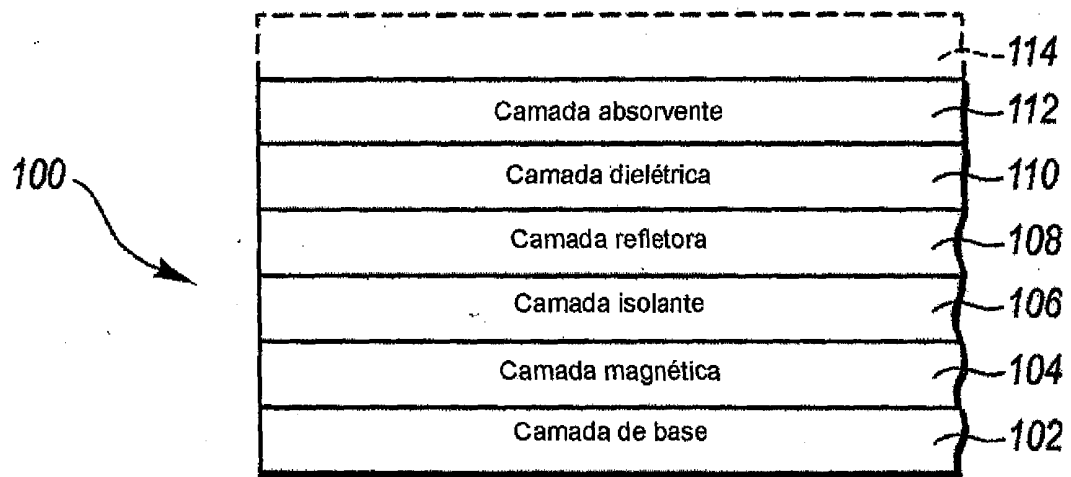 114
Camada absorvente 112
100 Camada dielétrica 110
Camada refletora 108
Camada isolante 106
Camada magnética 104
Camada de base 102